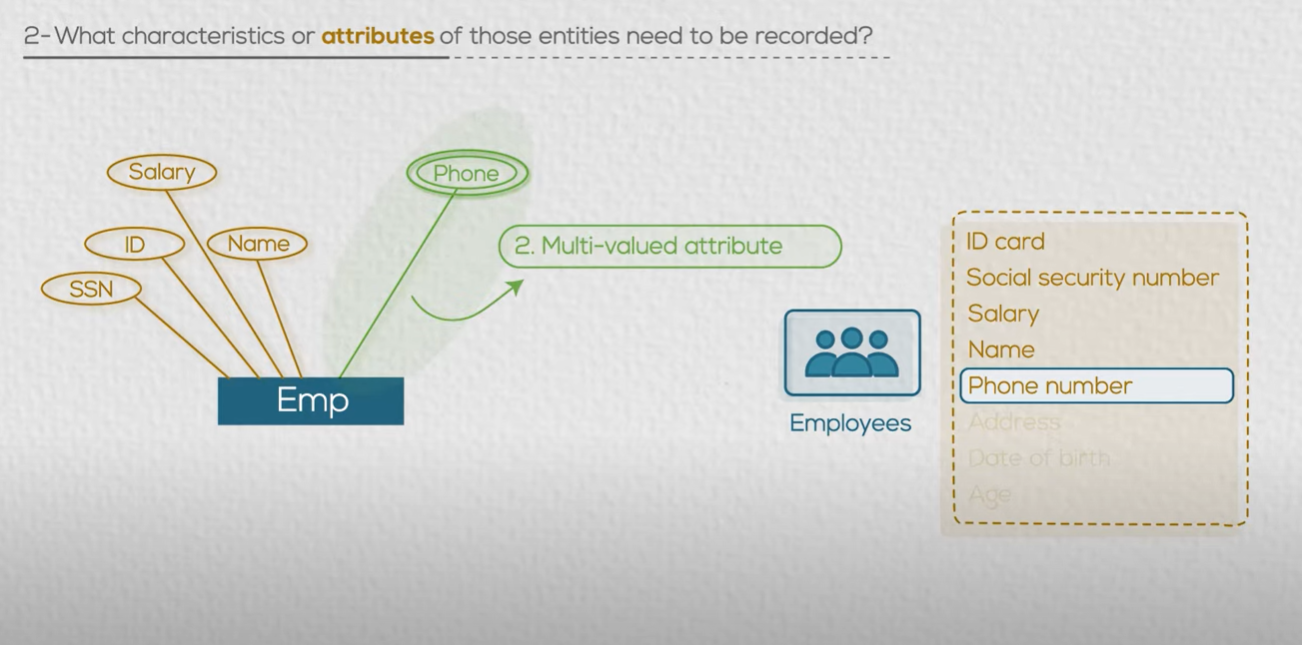 2- What characteristics or attributes of those entities need to be recorded?
Salary
Phone
ID
Name
2. Multi-valued attribute
SSN
Emp
Employees
ID card
Social security number
Salary
Name
Phone number
Address
Date of birth
Age